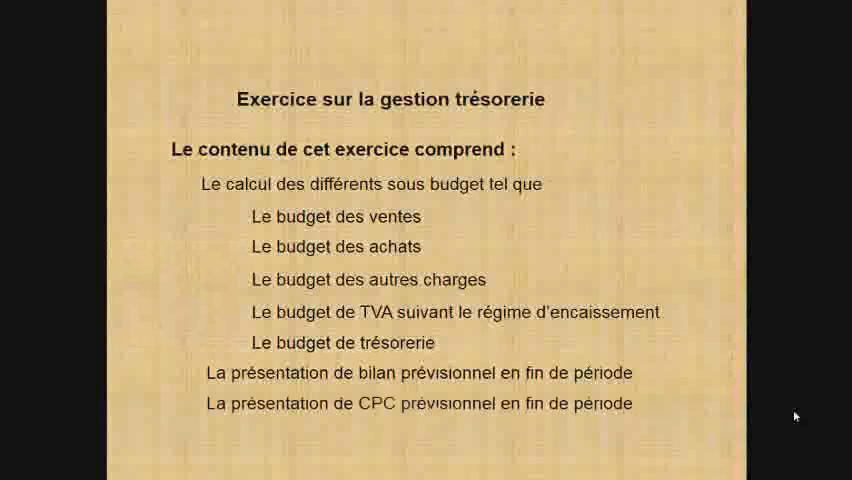 Exercice sur la gestion trésorerie
Le contenu de cet exercice comprend :
Le calcul des différents sous budget tel que
Le budget des ventes
Le budget des achats
Le budget des autres charges
Le budget de TVA suivant le régime d'encaissement
Le budget de trésorerie
La présentation de bilan prévisionnel en fin de période
La présentation de CPC prévisionnel en fin de période